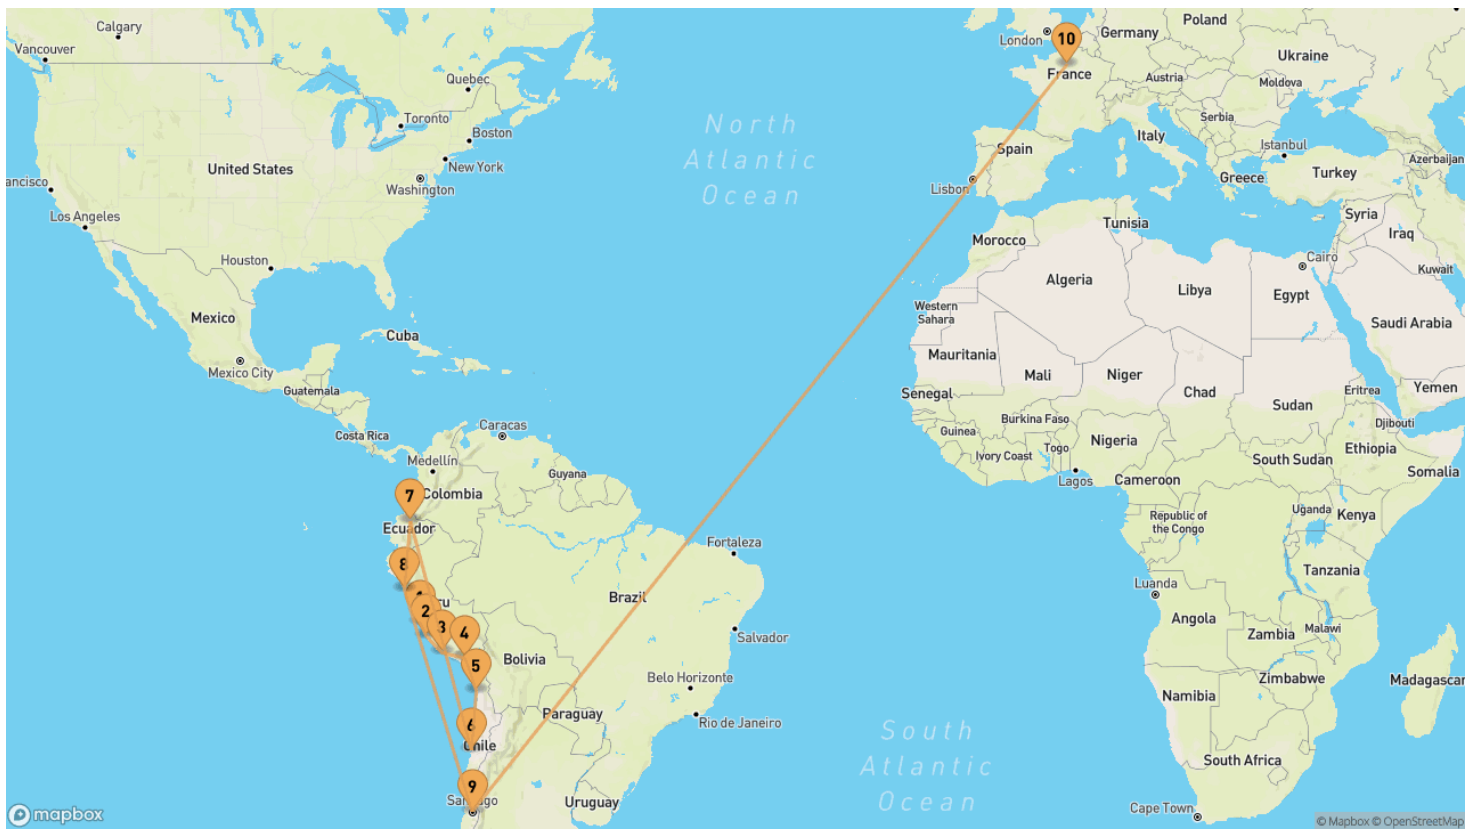 Calgary
Vancouver
Quebec
Toronto
Boston
New York
Washington
United States
ancisco
Los Angeles
Houston
Mexico
Mexico City
Cuba
Guatemala
Costa Rica
Caracas
Medellín
Guyana
Colombia
Ecuador
7
8
ru
2
3
4
5
6
9
10
Brazil
Fortaleza
Salvador
Bolivia
Belo Horizonte
Rio de Janeiro
Paraguay
Chile
Uruguay
North
Atlantic
Ocean
South
Atlantic
Ocean
London
Germany
Poland
Ukraine
France
Austria
Moldova
Serbia
Italy
Spain
Lisbon
Istanbul
Greece
Turkey
Azerbaijan
Tunisia
Syria
Iraq
Morocco
Cairo
Kuwait
Algeria
Libya
Egypt
Western
Sahara
Saudi Arabia
Mauritania
Mali
Niger
Chad
Sudan
Eritrea
Yemen
Senegal
Burkina Faso
Djibouti
Guinea
Togo
Nigeria
Ethiopia
Ivory Coast
South Sudan
Somalia
Lagos
Cameroon
Republic of
the Congo
Uganda
Kenya
Tanzania
Luanda
Angola
Zambia
Malawi
Zimbabwe
Madagascar
Namibia
South Africa
Cape Town
mapbox
© Mapbox © OpenStreetMap